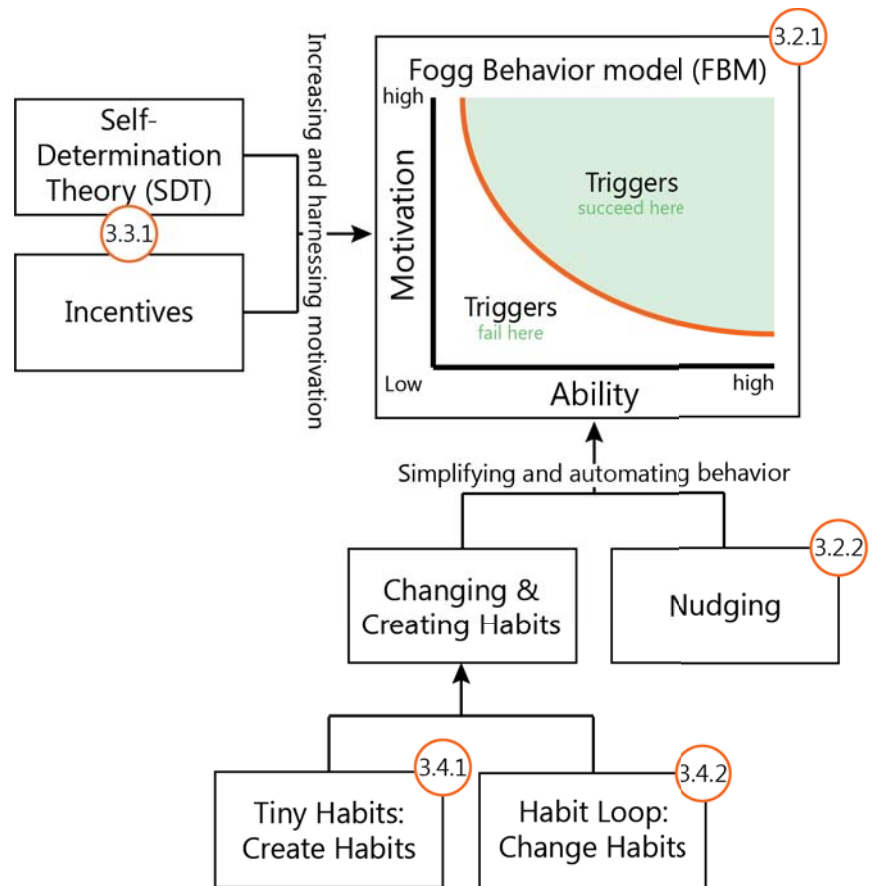 3.2.1
Fogg Behavior model (FBM)
high
Motivation
Triggers
succeed here
Triggers
fail here
Low
high
Ability
Self-
Determination
Theory (SDT)
3.3.1
Incentives
Increasing and harnessing motivation
Simplifying and automating behavior
Changing &
Creating Habits
3.2.2
Nudging
3.4.1
Tiny Habits:
Create Habits
3.4.2
Habit Loop:
Change Habits